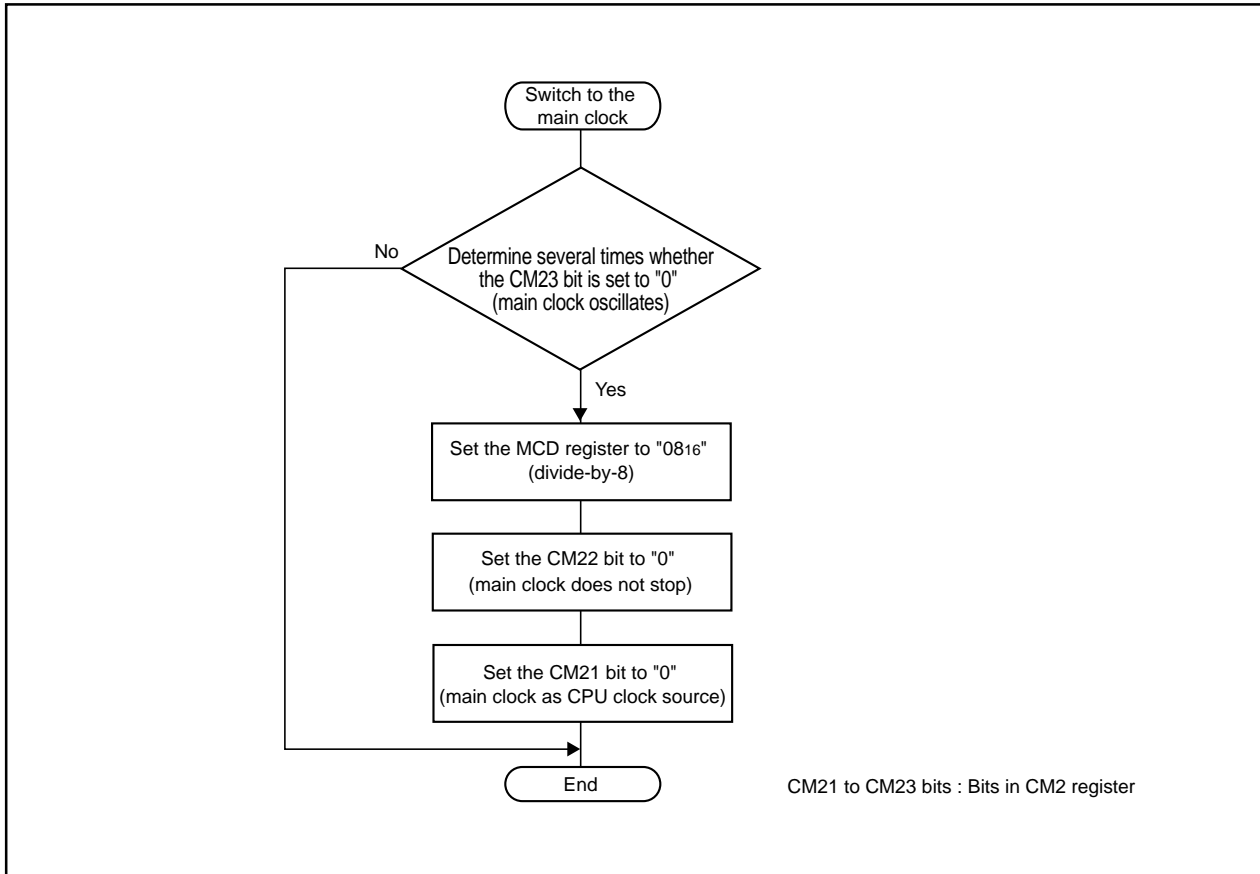 Switch to the
main clock
No
Determine several times whether
the CM23 bit is set to "0"
(main clock oscillates)
Yes
Set the MCD register to "0816"
(divide-by-8)
Set the CM22 bit to "0"
(main clock does not stop)
Set the CM21 bit to "0"
(main clock as CPU clock source)
End
CM21 to CM23 bits : Bits in CM2 register